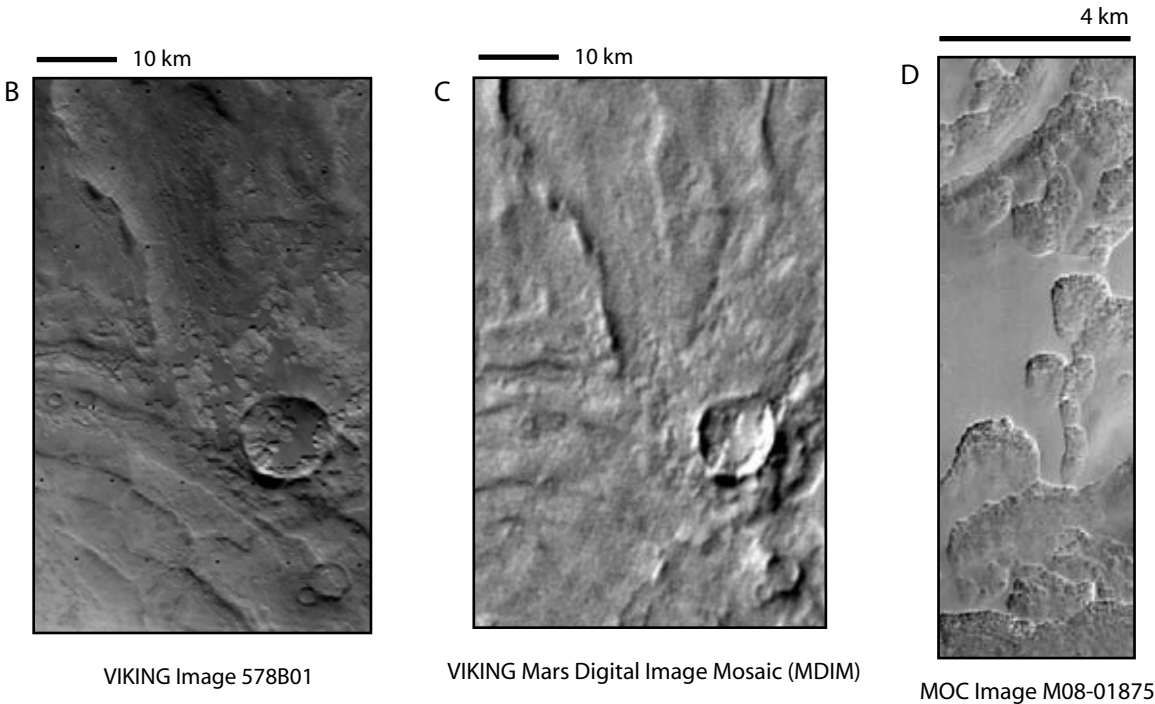 4 km
10 km
10 km
B
C
D
VIKING Image 578B01
VIKING Mars Digital Image Mosaic (MDIM)
MOC Image M08-01875